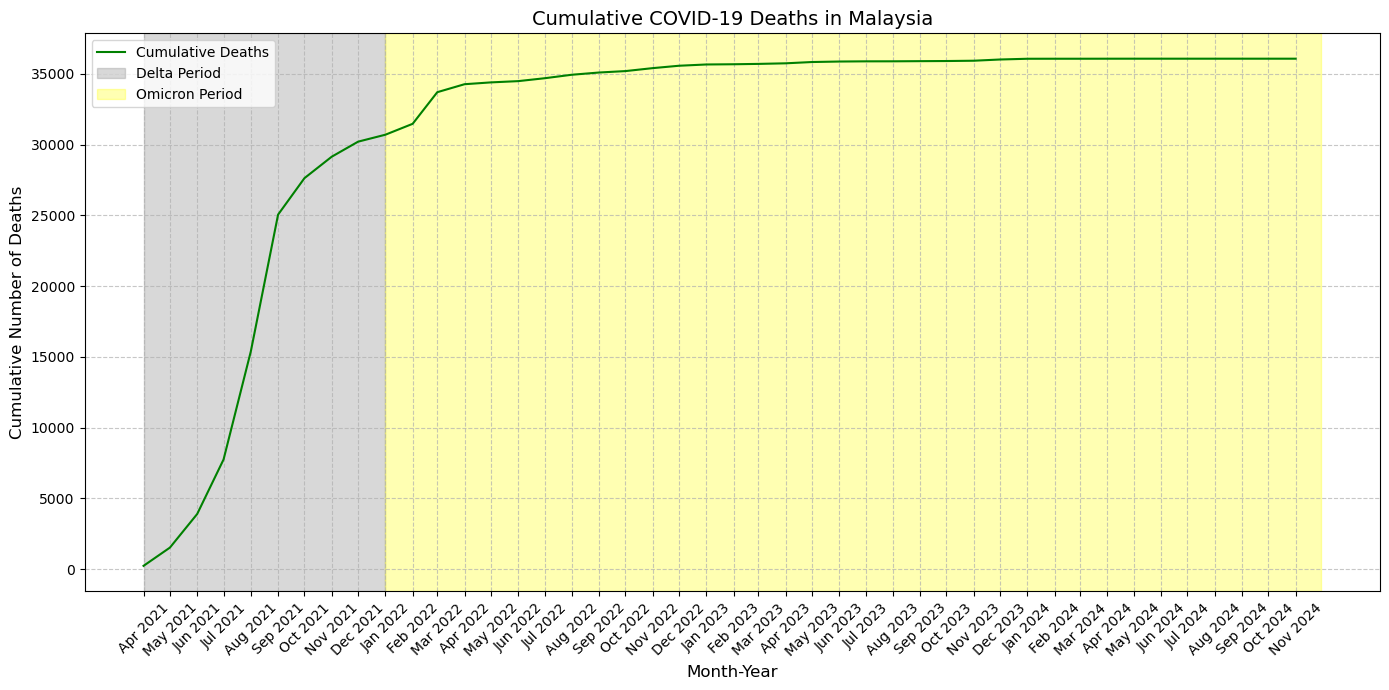 Cumulative COVID-19 Deaths in Malaysia
Cumulative Deaths
Delta Period
Omicron Period
Cumulative Number of Deaths
35000
30000
25000
20000
15000
10000
5000
0
Apr 2021
May 2021
Jun 2021
Jul 2021
Aug 2021
Sep 2021
Oct 2021
Nov 2021
Dec 2021
Jan 2022
Feb 2022
Mar 2022
Apr 2022
May 2022
Jun 2022
Jul 2022
Aug 2022
Sep 2022
Oct 2022
Nov 2022
Dec 2022
Jan 2023
Feb 2023
Mar 2023
Apr 2023
May 2023
Jun 2023
Jul 2023
Aug 2023
Sep 2023
Oct 2023
Nov 2023
Dec 2023
Jan 2024
Feb 2024
Mar 2024
Apr 2024
May 2024
Jun 2024
Jul 2024
Aug 2024
Sep 2024
Oct 2024
Nov 2024
Month-Year